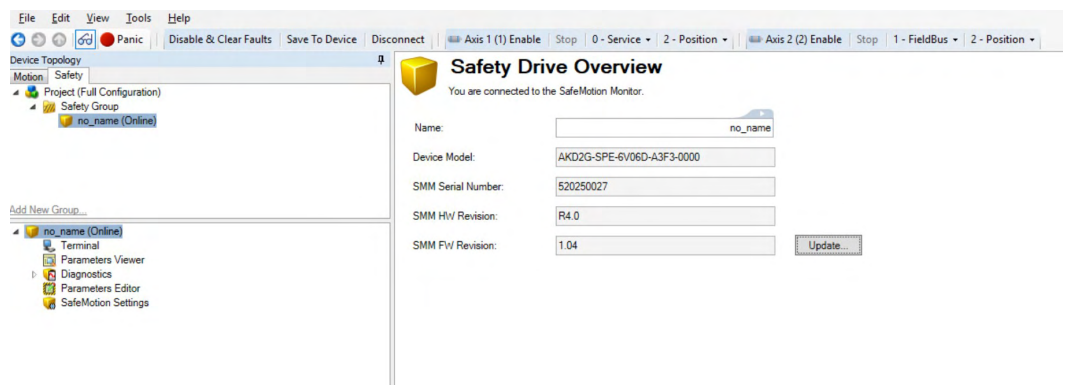 File Edit View Tools Help
Panic Disable & Clear Faults Save To Device Disconnect Axis 1 (1) Enable Stop 0 - Service 2 - Position Axis 2 (2) Enable Stop 1 - FieldBus 2 - Position
Device Topology
Motion Safety
Project (Full Configuration)
Safety Group
no_name (Online)
Add New Group...
no_name (Online)
Terminal
Parameters Viewer
Diagnostics
Parameters Editor
SafeMotion Settings
Safety Drive Overview
You are connected to the SafeMotion Monitor.
Name: no_name
Device Model: AKD2G-SPE-6V06D-A3F3-0000
SMM Serial Number: 520250027
SMM HW Revision: R4.0
SMM FW Revision: 1.04 Update...